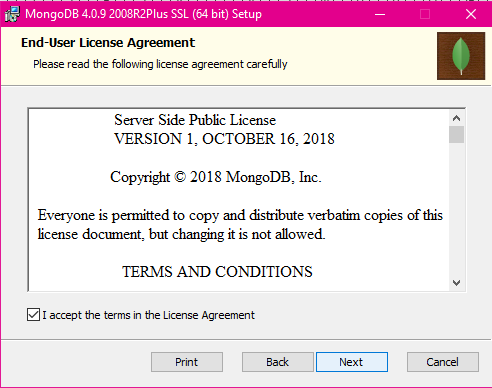 MongoDB 4.0.9 2008R2Plus SSL (64 bit) Setup
End-User License Agreement
Please read the following license agreement carefully
Server Side Public License
VERSION 1, OCTOBER 16, 2018
Copyright © 2018 MongoDB, Inc.
Everyone is permitted to copy and distribute verbatim copies of this
license document, but changing it is not allowed.
TERMS AND CONDITIONS
I accept the terms in the License Agreement
Print
Back
Next
Cancel